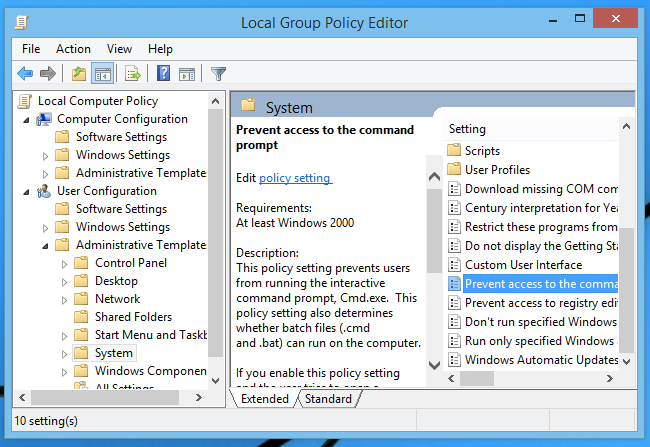 Local Group Policy Editor
File Action View Help
Local Computer Policy
Computer Configuration
Software Settings
Windows Settings
Administrative Template
User Configuration
Software Settings
Windows Settings
Administrative Template
Control Panel
Desktop
Network
Shared Folders
Start Menu and Taskb
System
Windows Componen
All Settings
System
Prevent access to the command
prompt
Edit policy setting
Requirements:
At least Windows 2000
Description:
This policy setting prevents users
from running the interactive
command prompt, Cmd.exe. This
policy setting also determines
whether batch files (.cmd
and .bat) can run on the computer.
If you enable this policy setting
and the user tries to open a
Setting
Scripts
User Profiles
Download missing COM com
Century interpretation for Yea
Restrict these programs from
Do not display the Getting Sta
Custom User Interface
Prevent access to the comma
Prevent access to registry edit
Don't run specified Windows
Run only specified Windows a
Windows Automatic Updates
Extended Standard
10 setting(s)